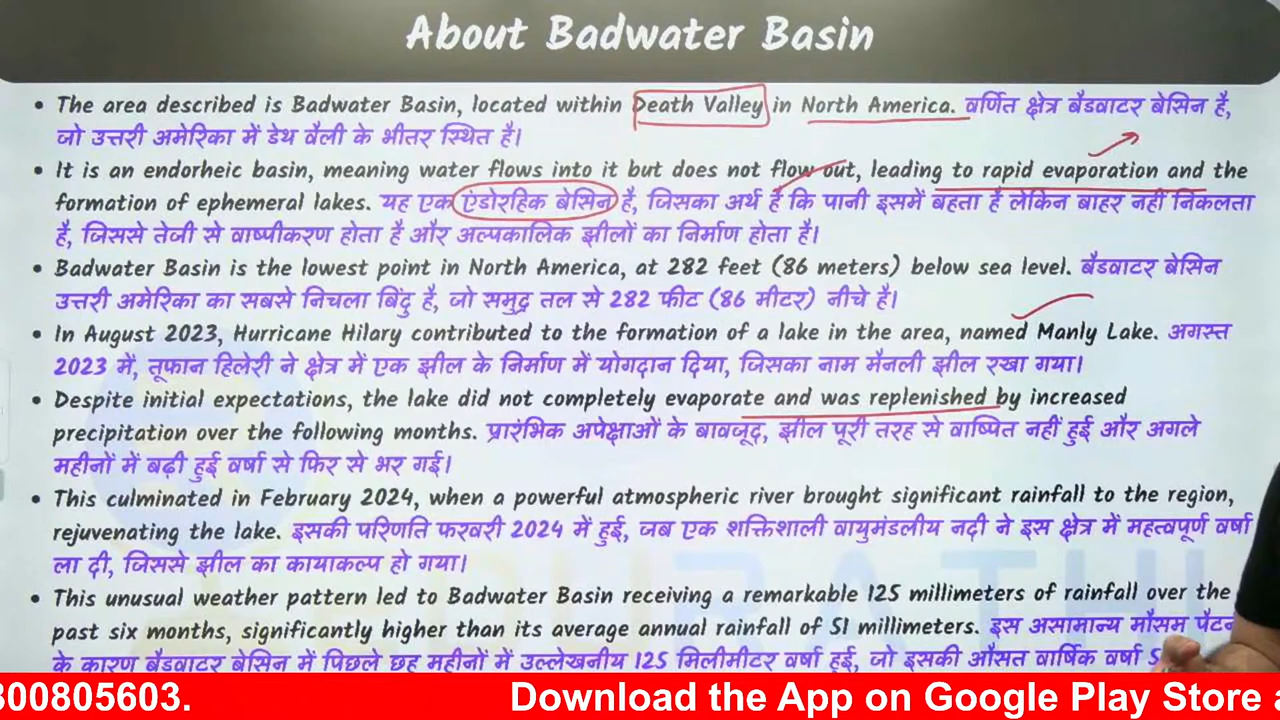 About Badwater Basin
• The area described is Badwater Basin, located within Death Valley in North America. वर्णित क्षेत्र बैडवाटर बेसिन है,
जो उत्तरी अमेरिका में डेथ वैली के भीतर स्थित है।
• It is an endorheic basin, meaning water flows into it but does not flow out, leading to rapid evaporation and the
formation of ephemeral lakes. यह एक एंडोरहिक बेसिन है, जिसका अर्थ है कि पानी इसमें बहता है लेकिन बाहर नहीं निकलता
है, जिससे तेजी से वाष्पीकरण होता है और अल्पकालिक झीलों का निर्माण होता है।
• Badwater Basin is the lowest point in North America, at 282 feet (86 meters) below sea level. बैडवाटर बेसिन
उत्तरी अमेरिका का सबसे निचला बिंदु है, जो समुद्र तल से 282 फीट (86 मीटर) नीचे है।
• In August 2023, Hurricane Hilary contributed to the formation of a lake in the area, named Manly Lake. अगस्त
2023 में, तूफान हिलेरी ने क्षेत्र में एक झील के निर्माण में योगदान दिया, जिसका नाम मैनली झील रखा गया।
• Despite initial expectations, the lake did not completely evaporate and was replenished by increased
precipitation over the following months. प्रारंभिक अपेक्षाओं के बावजूद, झील पूरी तरह से वाष्पित नहीं हुई और अगले
महीनों में बढ़ी हुई वर्षा से फिर से भर गई।
• This culminated in February 2024, when a powerful atmospheric river brought significant rainfall to the region,
rejuvenating the lake. इसकी परिणति फरवरी 2024 में हुई, जब एक शक्तिशाली वायुमंडलीय नदी ने इस क्षेत्र में महत्वपूर्ण वर्षा
ला दी, जिससे झील का कायाकल्प हो गया।
• This unusual weather pattern led to Badwater Basin receiving a remarkable 125 millimeters of rainfall over the
past six months, significantly higher than its average annual rainfall of 51 millimeters. इस असामान्य मौसम
के कारण बैडवाटर बेसिन में पिछले छह महीनों में उल्लेखनीय 125 मिलीमीटर वर्षा हुई, जो इसकी औसत वार्षिक वर्षा
300805603. Download the App on Google Play Store